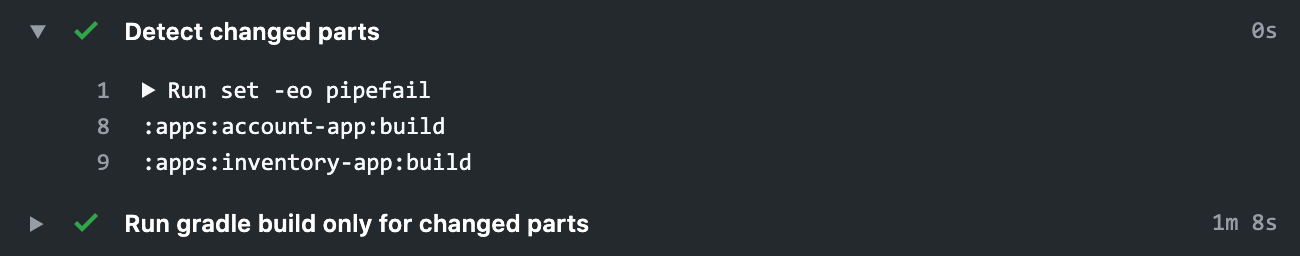 Detect changed parts 0s
1 Run set -eo pipefail
8 :apps:account-app:build
9 :apps:inventory-app:build
Run gradle build only for changed parts 1m 8s